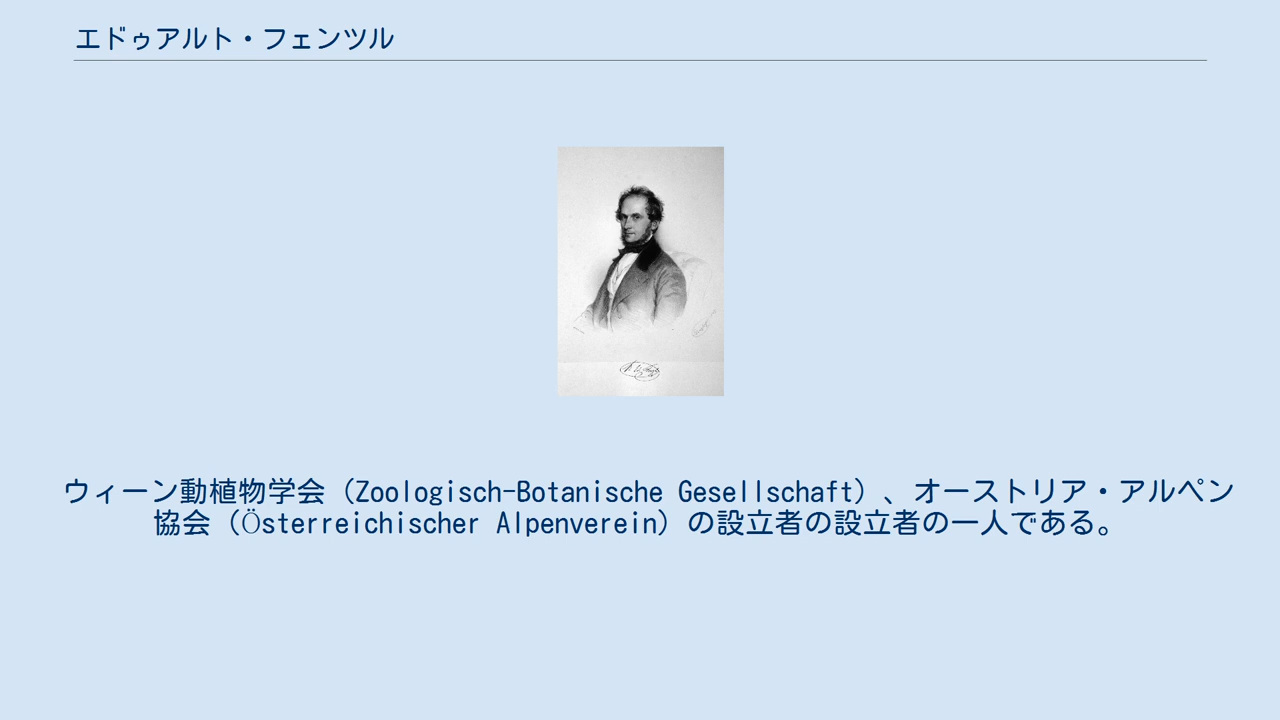 エドゥアルト・フェンツル
ウィーン動植物学会（Zoologisch-Botanische Gesellschaft）、オーストリア・アルペン
協会（Österreichischer Alpenverein）の設立者の設立者の一人である。